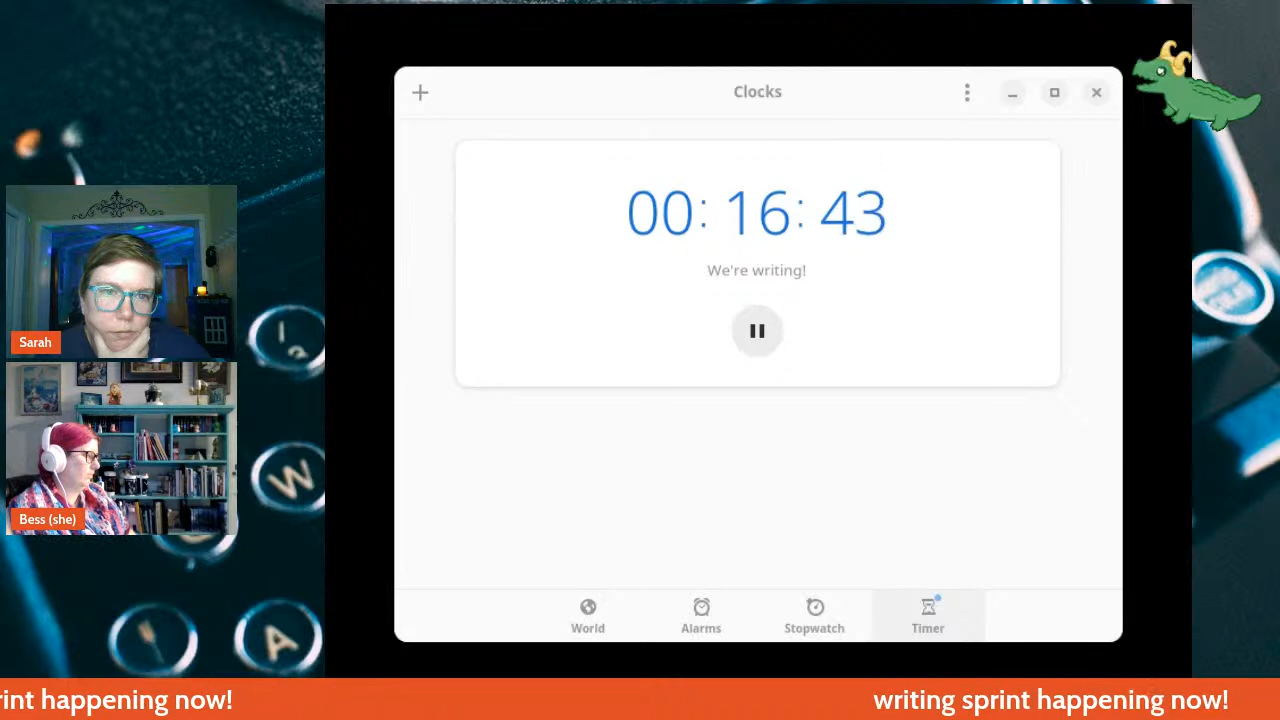 Clocks
00:16:43
We're writing!
Sarah
Bess (she)
World
Alarms
Stopwatch
Timer
W
A
rint happening now!
writing sprint happening now!